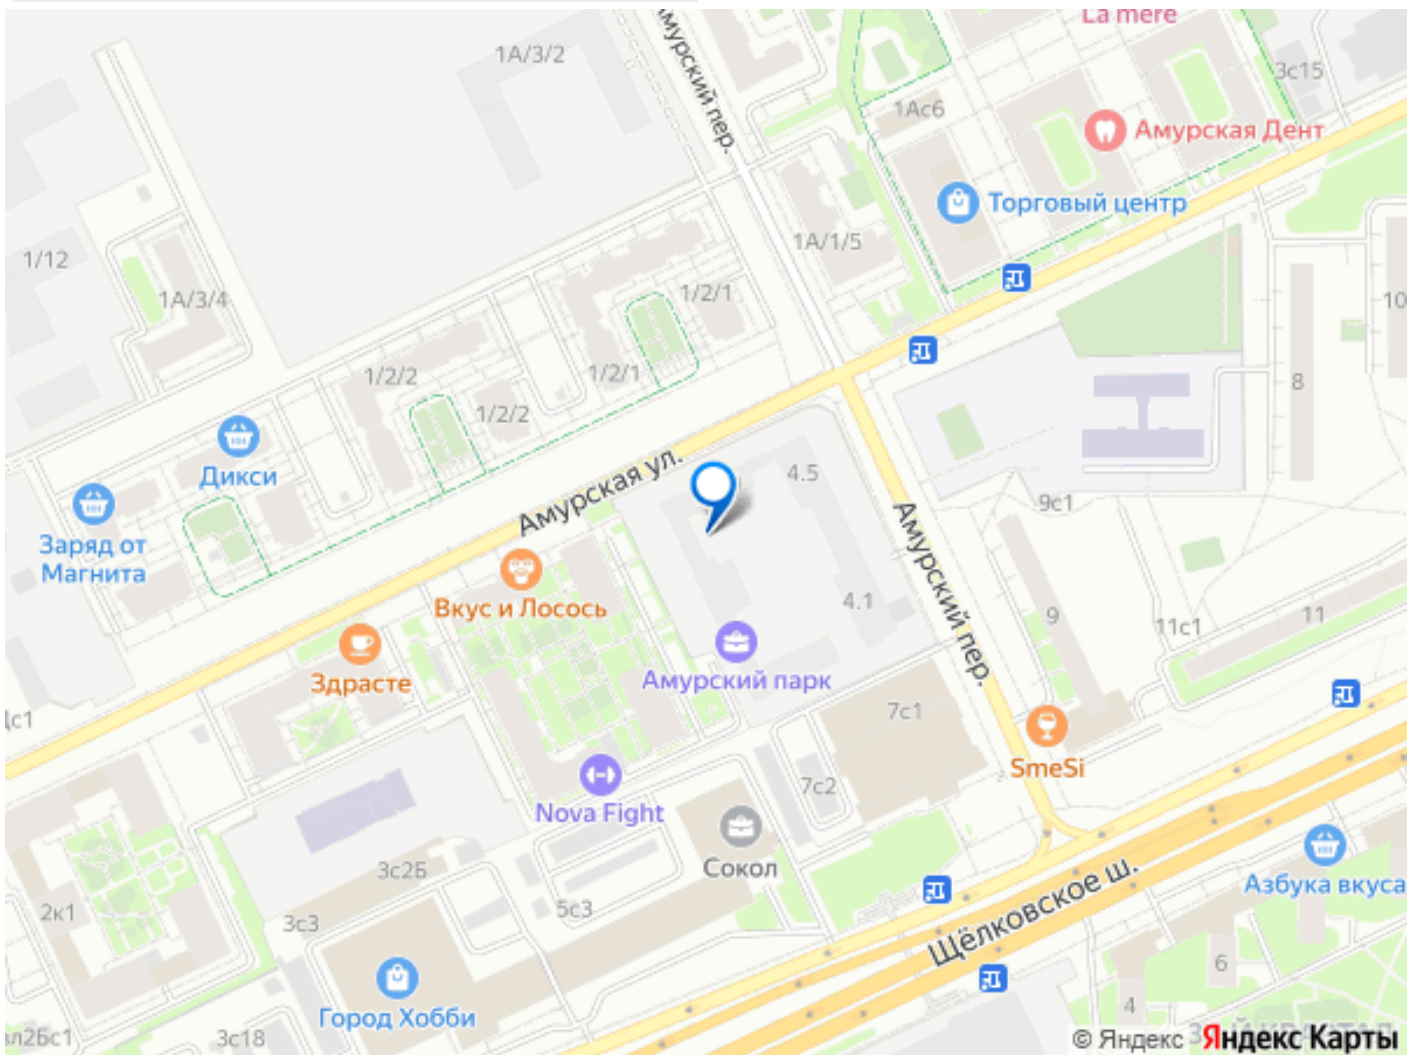 La mere
1А/3/2
Амурский пер.
3с15
1Ас6
Амурская Дент
Торговый центр
1А/1/5
1/12
1А/3/4
1/2/1
10
1/2/2
1/2/1
8
1/2/2
Дикси
Амурская ул.
4.5
9с1
Заряд от
Магнита
Амурский пер.
Вкус и Лосось
4.1
9
11с1
11
Здрасте
Амурский парк
7с1
SmeSi
7с2
Nova Fight
Сокол
3с2Б
Азбука вкуса
2к1
3с3
5с3
Щёлковское ш.
6
4
Город Хобби
3с18
© Яндекс Яндекс Карты